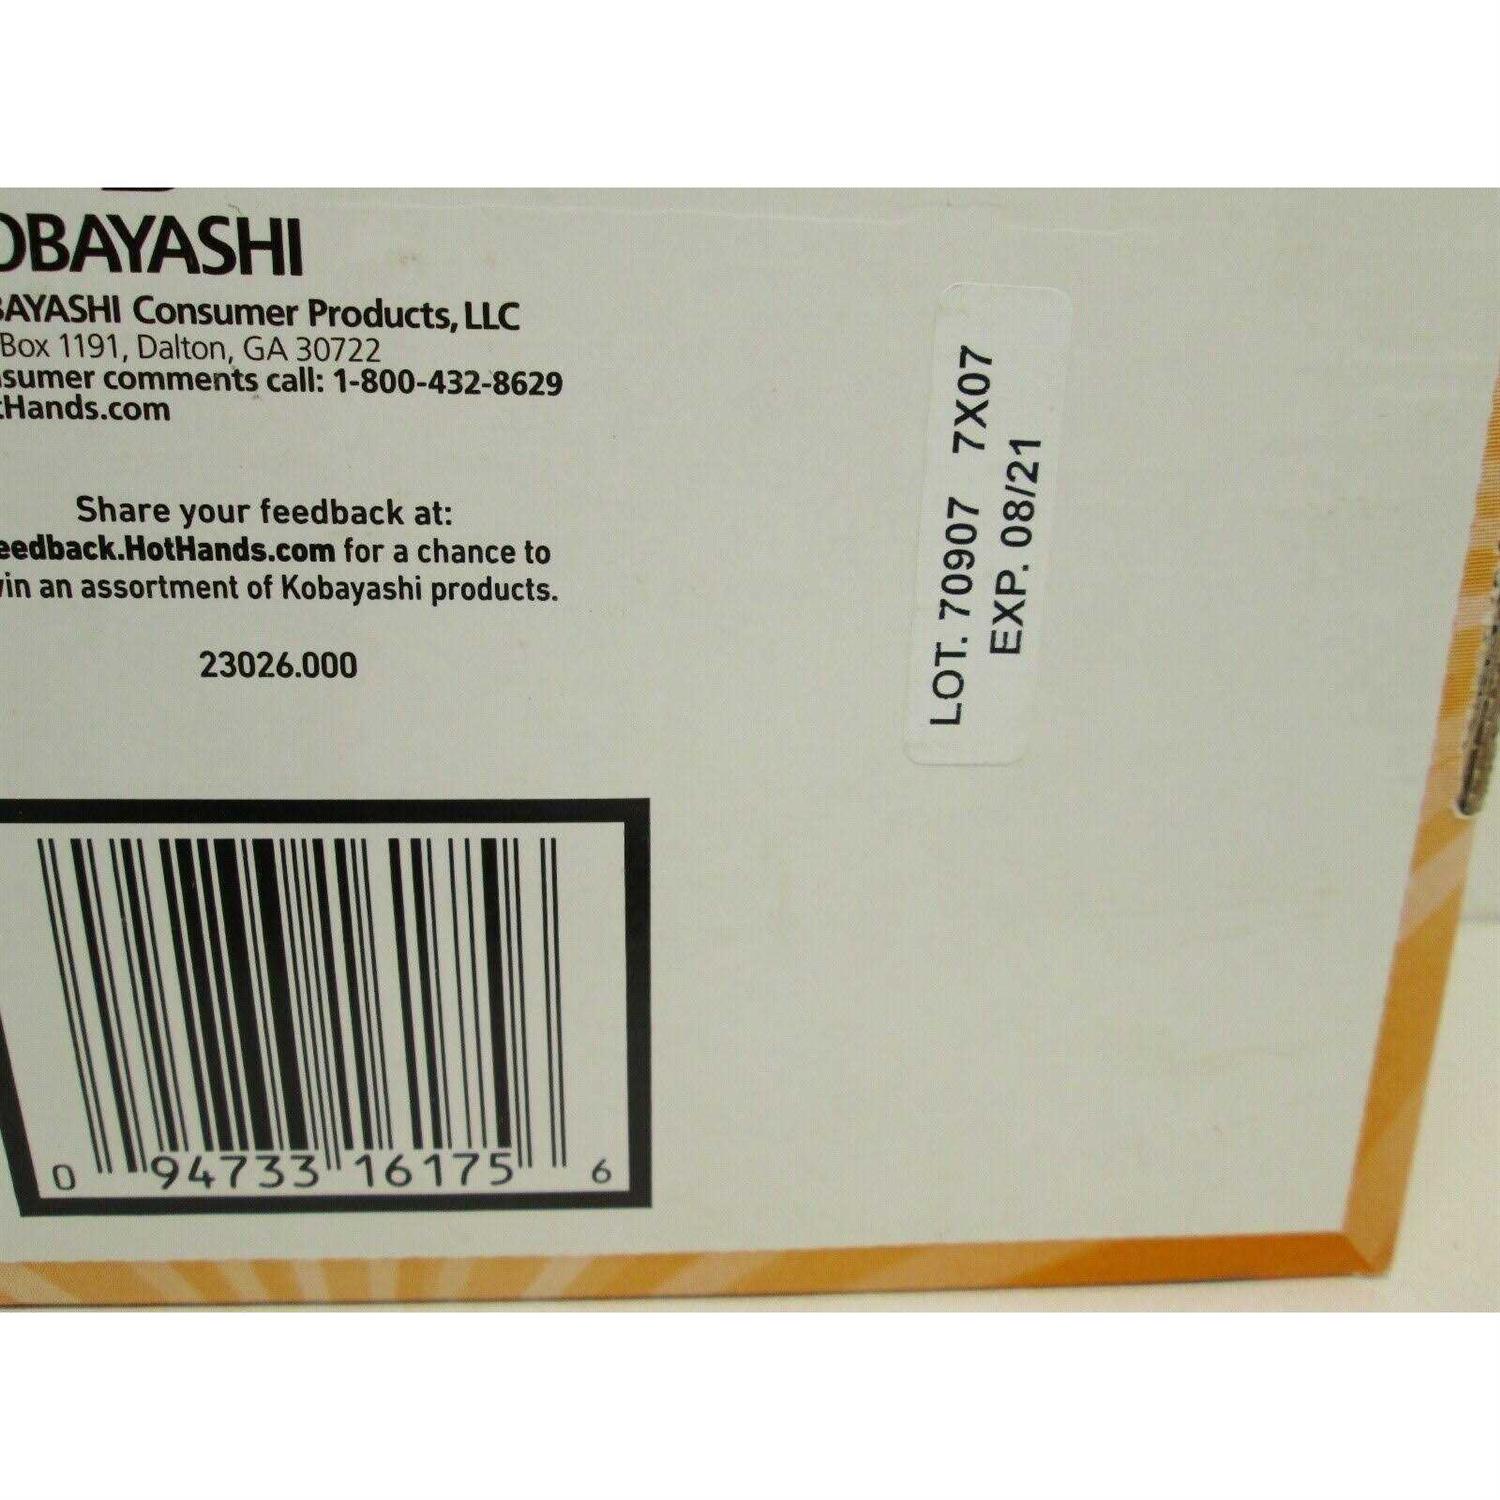 OBAYASHI
BAYASHI Consumer Products, LLC
Box 1191, Dalton, GA 30722
sumer comments call: 1-800-432-8629
tHands.com
Share your feedback at:
eedback.HotHands.com for a chance to
in an assortment of Kobayashi products.
23026.000
LOT. 70907 7X07
EXP. 08/21
0 94733 16175 6